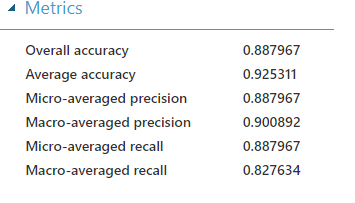 Metrics
Overall accuracy 0.887967
Average accuracy 0.925311
Micro-averaged precision 0.887967
Macro-averaged precision 0.900892
Micro-averaged recall 0.887967
Macro-averaged recall 0.827634